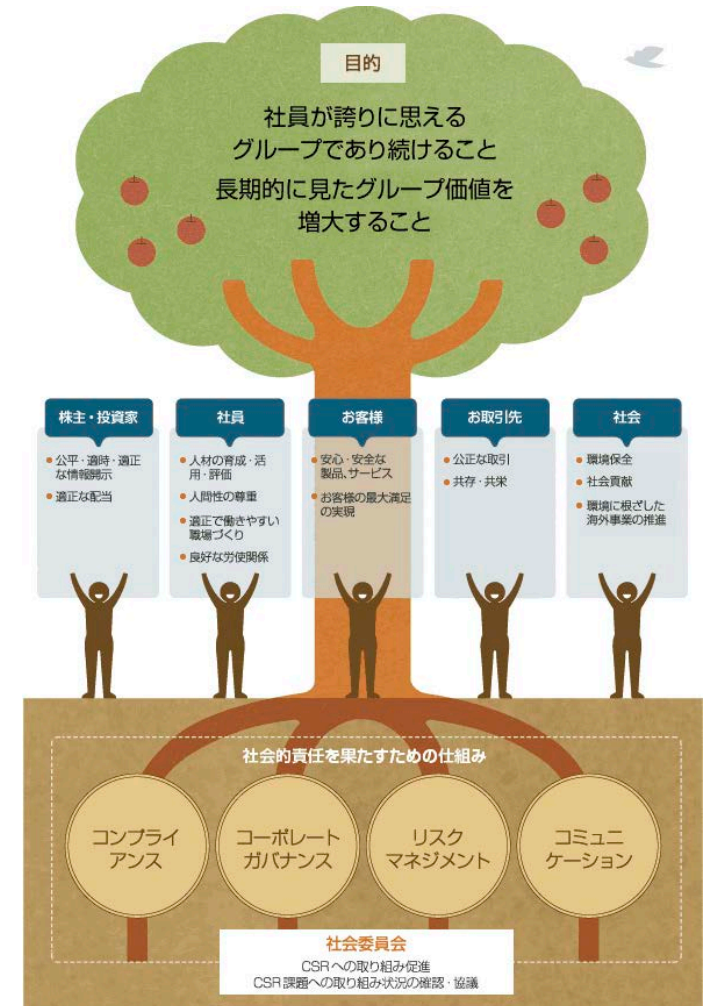 目的
社員が誇りに思える
グループであり続けること
長期的に見たグループ価値を
増大すること
株主・投資家
• 公平・適時・適正
な情報開示
• 適正な配当
社員
• 人材の育成・活
用・評価
• 人間性の尊重
• 適正で働きやすい
職場づくり
• 良好な労使関係
お客様
• 安心・安全な
製品、サービス
• お客様の最大満足
の実現
お取引先
• 公正な取引
• 共存・共栄
社会
• 環境保全
• 社会貢献
• 環境に根ざした
海外事業の推進
社会的責任を果たすための仕組み
コンプライ
アンス
コーポレート
ガバナンス
リスク
マネジメント
コミュニ
ケーション
社会委員会
CSRへの取り組み促進
CSR課題への取り組み状況の確認・協議